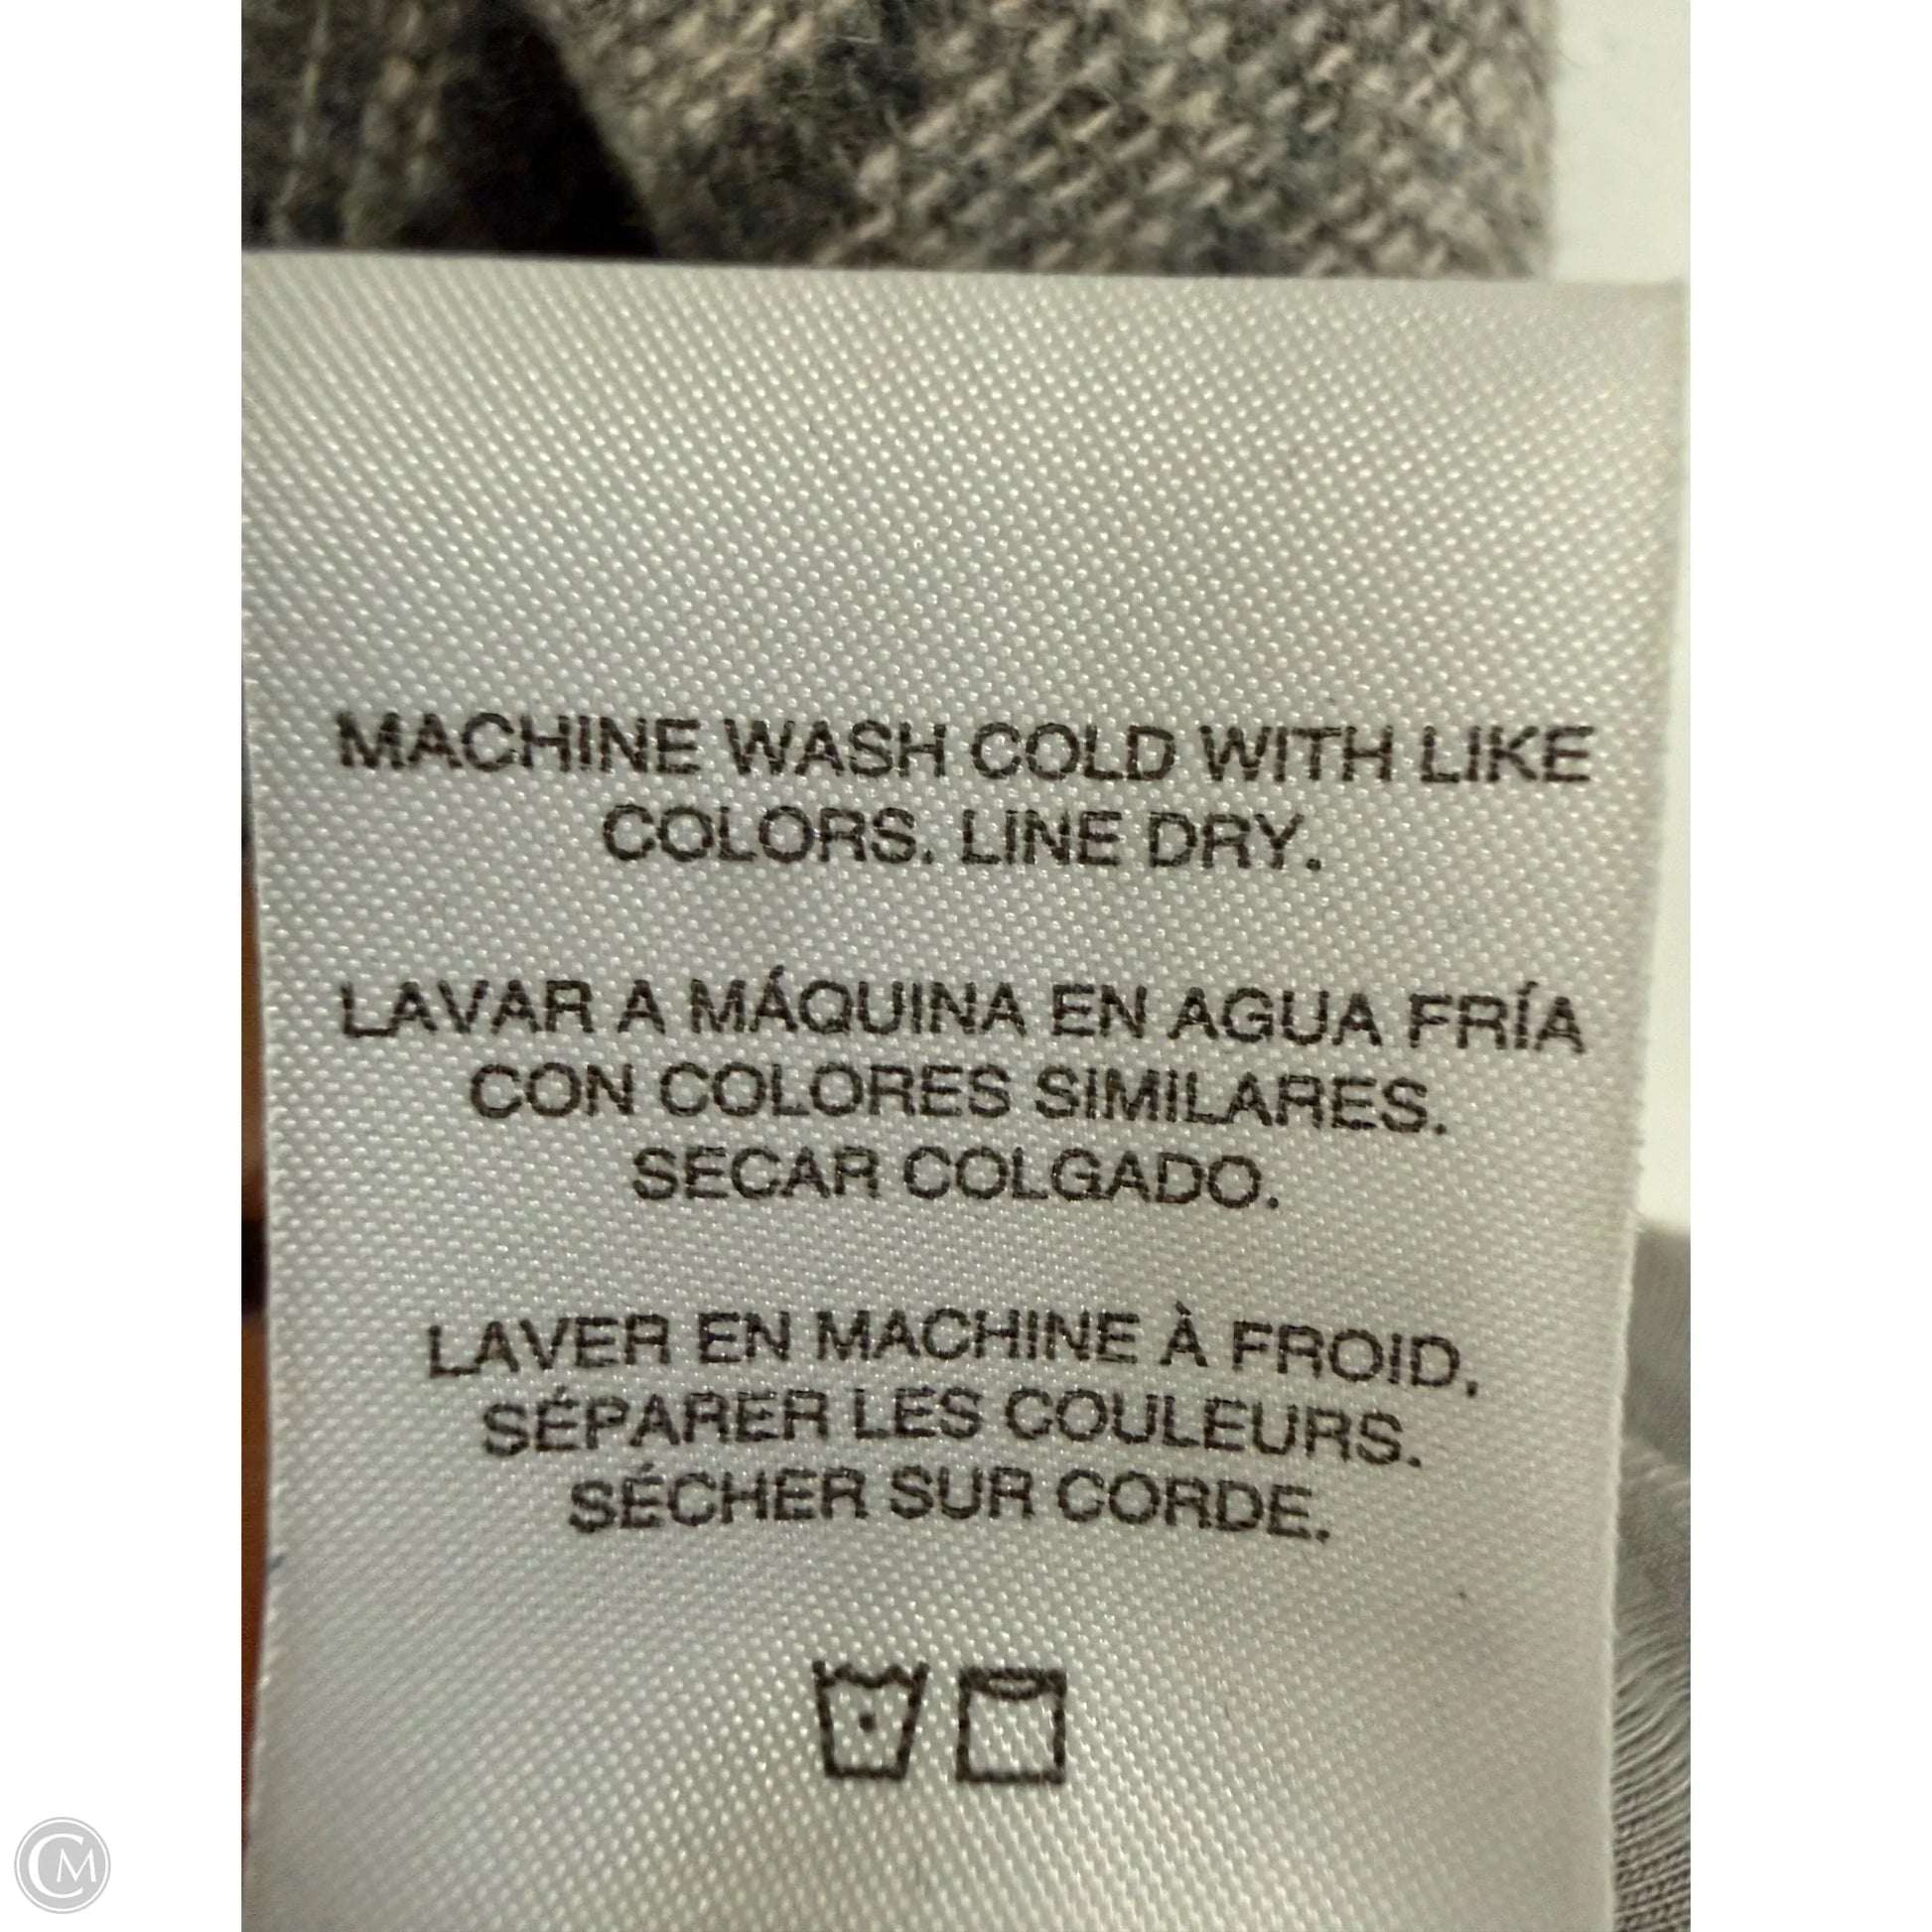 MACHINE WASH COLD WITH LIKE
COLORS. LINE DRY.
LAVAR A MÁQUINA EN AGUA FRÍA
CON COLORES SIMILARES.
SECAR COLGADO.
LAVER EN MACHINE À FROID,
SÉPARER LES COULEURS.
SÉCHER SUR CORDE.
CM